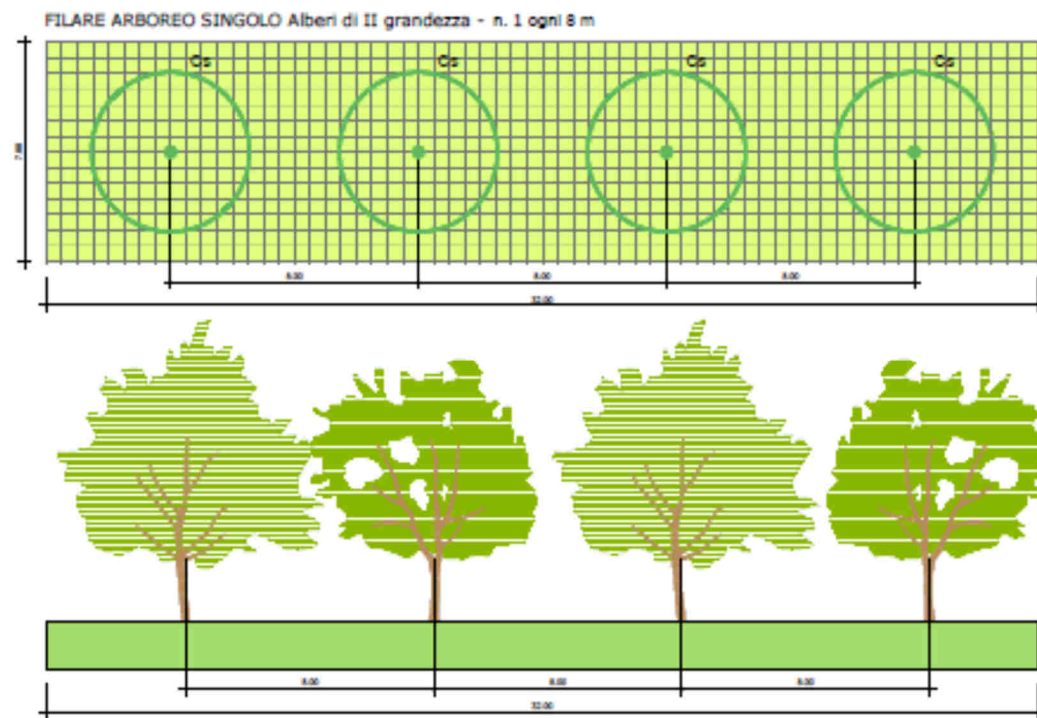 FILARE ARBOREO SINGOLO Alberi di II grandezza - n. 1 ogni 8 m
Cs Cs Cs Cs
8.00 8.00 8.00
32.00
8.00 8.00 8.00
32.00